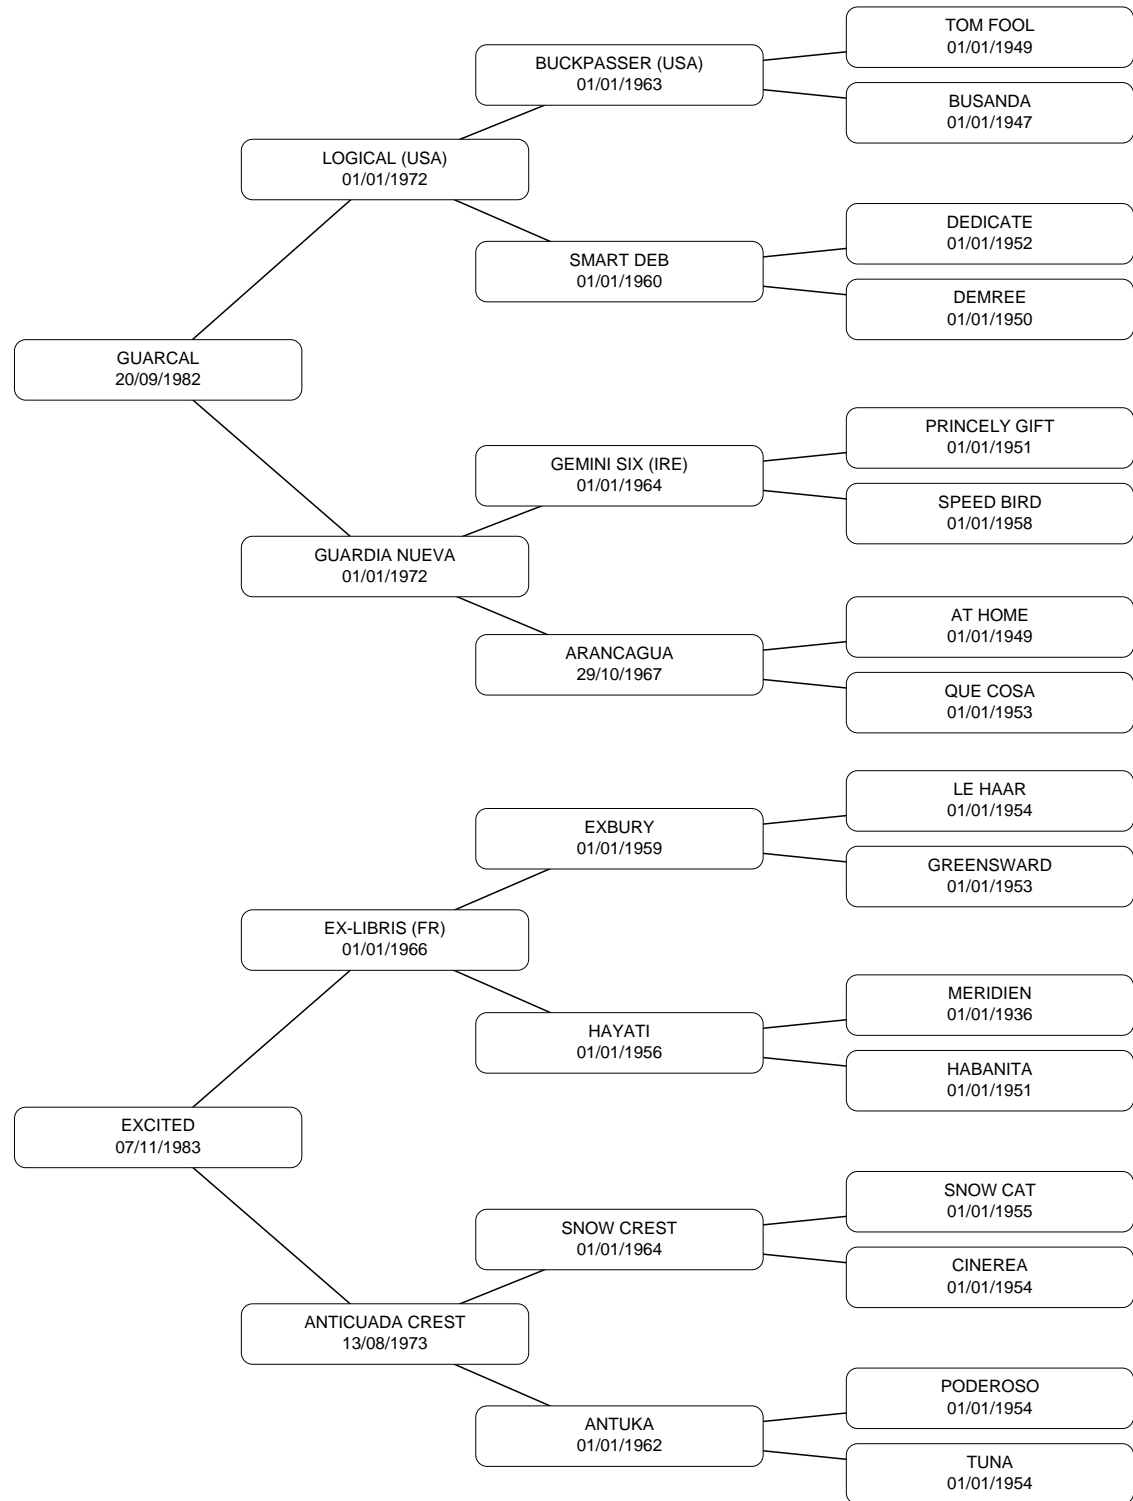 TOM FOOL
01/01/1949
BUCKPASSER (USA)
01/01/1963
BUSANDA
01/01/1947
LOGICAL (USA)
01/01/1972
DEDICATE
01/01/1952
SMART DEB
01/01/1960
DEMREE
01/01/1950
GUARCAL
20/09/1982
PRINCELY GIFT
01/01/1951
GEMINI SIX (IRE)
01/01/1964
SPEED BIRD
01/01/1958
GUARDIA NUEVA
01/01/1972
AT HOME
01/01/1949
ARANCAGUA
29/10/1967
QUE COSA
01/01/1953
LE HAAR
01/01/1954
EXBURY
01/01/1959
GREENSWARD
01/01/1953
EX-LIBRIS (FR)
01/01/1966
MERIDIEN
01/01/1936
HAYATI
01/01/1956
HABANITA
01/01/1951
EXCITED
07/11/1983
SNOW CAT
01/01/1955
SNOW CREST
01/01/1964
CINEREA
01/01/1954
ANTICUADA CREST
13/08/1973
PODEROSO
01/01/1954
ANTUKA
01/01/1962
TUNA
01/01/1954